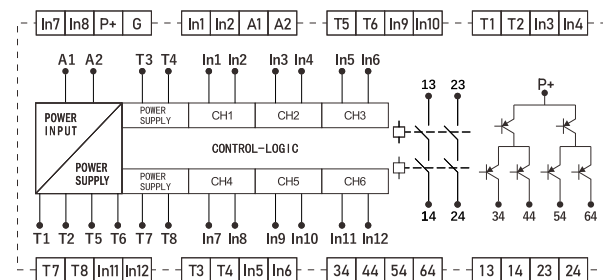 In7 In8 P+ G In1 In2 A1 A2 T5 T6 In9 In10 T1 T2 In3 In4
A1 A2 T3 T4 In1 In2 In3 In4 In5 In6
13 23 P+
POWER INPUT
POWER SUPPLY
CH1 CH2 CH3
CONTROL-LOGIC
POWER SUPPLY
POWER SUPPLY
CH4 CH5 CH6
14 24 34 44 54 64
T1 T2 T5 T6 T7 T8 In7 In8 In9 In10 In11 In12
T7 T8 In11 In12 T3 T4 In5 In6 34 44 54 64 13 14 23 24